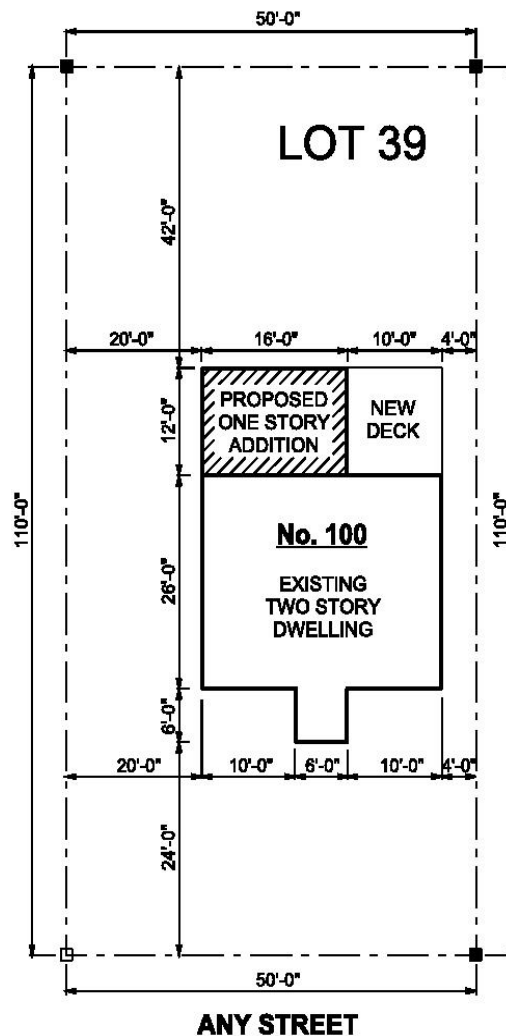 50'-0"
LOT 39
42'-0"
20'-0" 16'-0" 10'-0" 4'-0"
PROPOSED
ONE STORY
ADDITION
NEW
DECK
12'-0"
110'-0"
110'-0"
No. 100
EXISTING
TWO STORY
DWELLING
26'-0"
6'-0"
20'-0" 10'-0" 6'-0" 10'-0" 4'-0"
24'-0"
50'-0"
ANY STREET